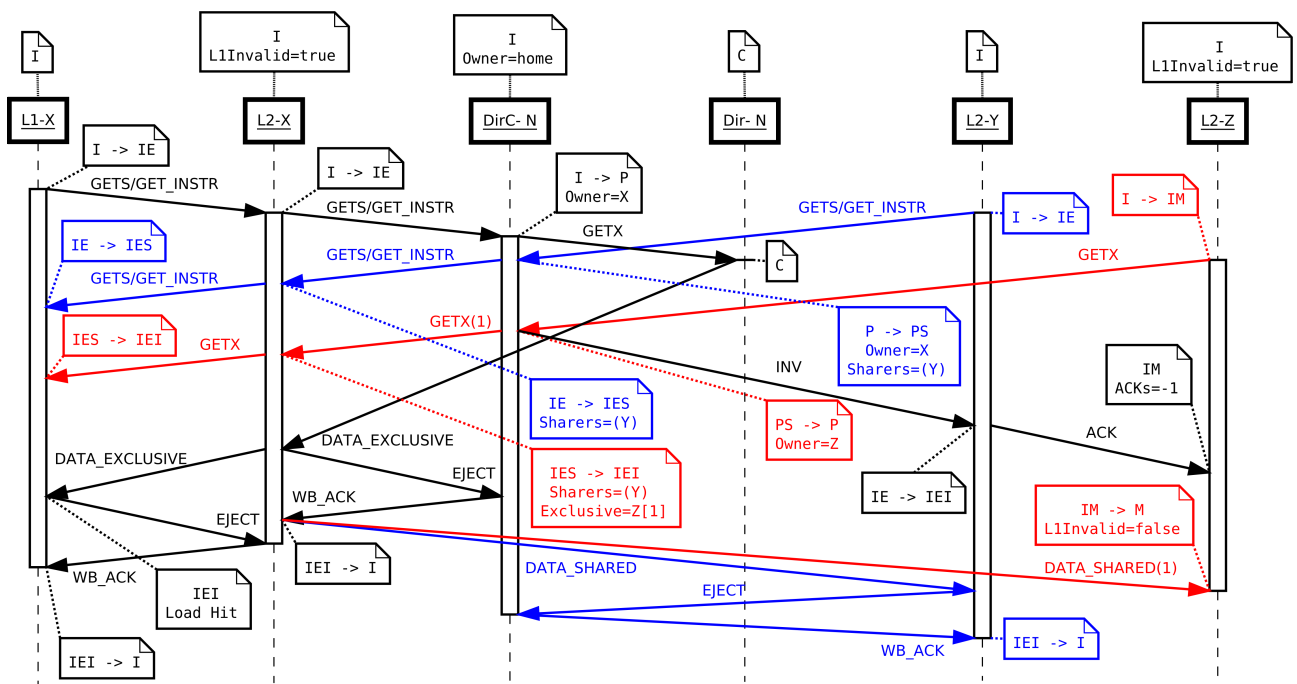 I
I
L1Invalid=true
I
Owner=home
C
I
I
L1Invalid=true
L1-X
L2-X
DirC- N
Dir- N
L2-Y
L2-Z
I -> IE
I -> IE
I -> P
Owner=X
GETS/GET_INSTR
GETS/GET_INSTR
GETX
GETS/GET_INSTR
I -> IE
I -> IM
IE -> IES
GETS/GET_INSTR
GETS/GET_INSTR
C
GETX
P -> PS
Owner=X
Sharers=(Y)
IES -> IEI
GETX
GETX(1)
INV
IM
ACKs=-1
IE -> IES
Sharers=(Y)
PS -> P
Owner=Z
ACK
DATA_EXCLUSIVE
DATA_EXCLUSIVE
EJECT
IES -> IEI
Sharers=(Y)
Exclusive=Z[1]
IE -> IEI
WB_ACK
EJECT
IM -> M
L1Invalid=false
IEI -> I
DATA_SHARED
DATA_SHARED(1)
WB_ACK
IEI
Load Hit
EJECT
IEI -> I
WB_ACK
IEI -> I